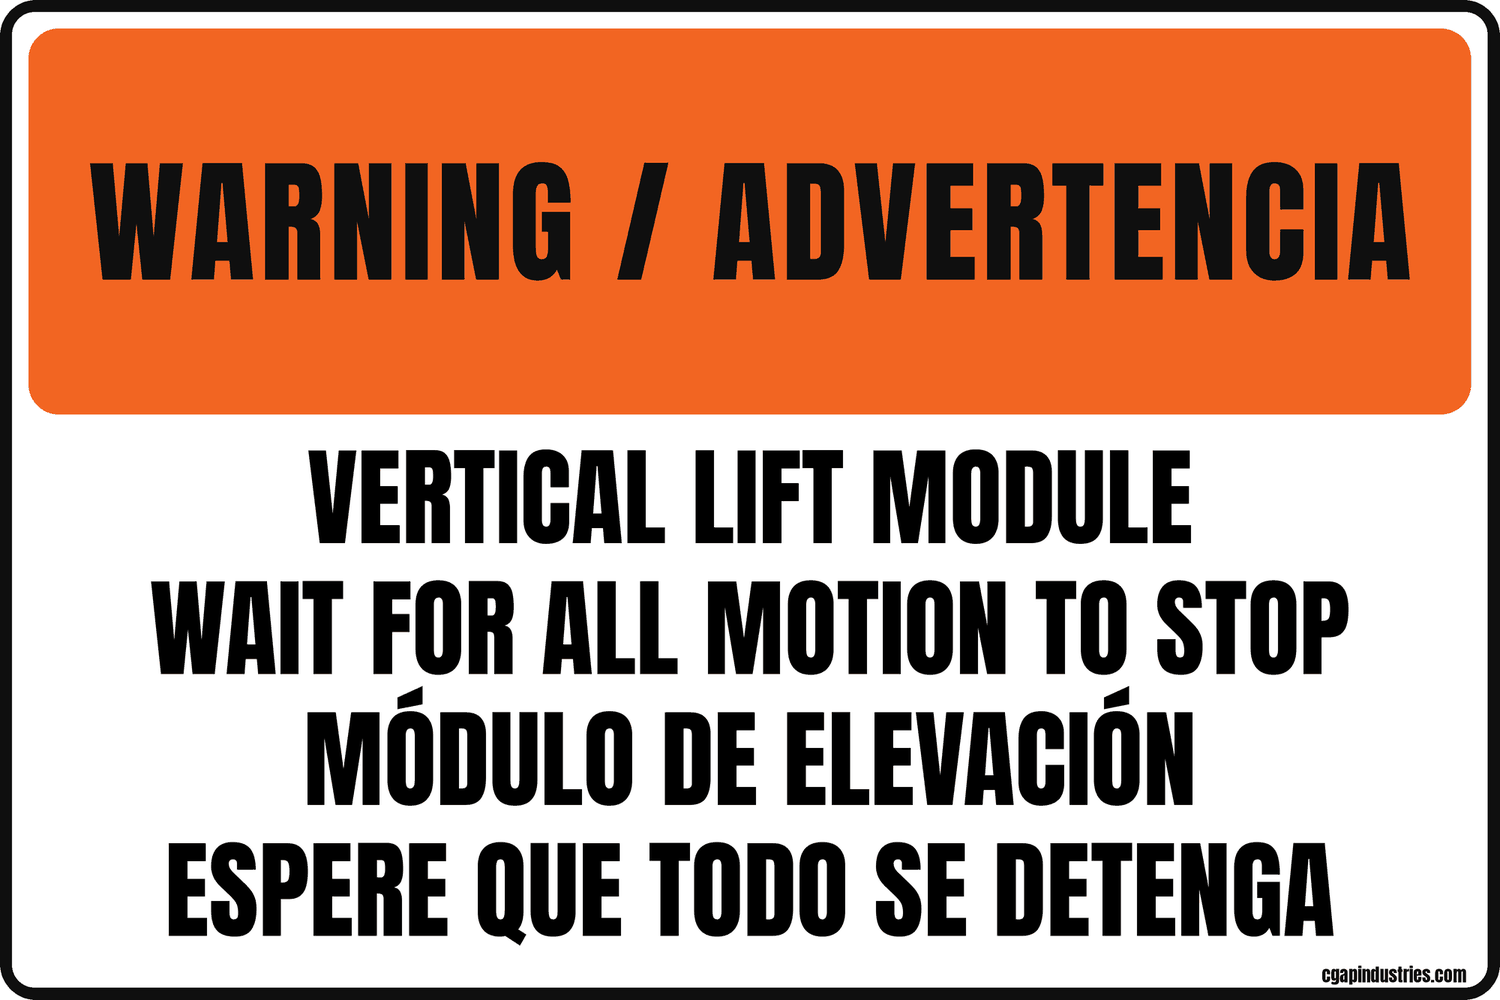 WARNING / ADVERTENCIA
VERTICAL LIFT MODULE
WAIT FOR ALL MOTION TO STOP
MÓDULO DE ELEVACIÓN
ESPERE QUE TODO SE DETENGA
cgapindustries.com